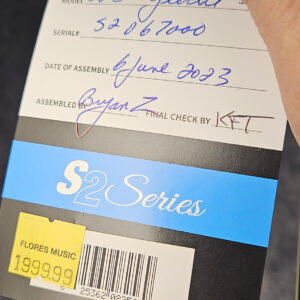 MODEL
SERIAL# S2067000
DATE OF ASSEMBLY 6 June 2023
ASSEMBLED BY Bryan Z FINAL CHECK BY KFT
S2 Series
FLORES MUSIC
1999.99